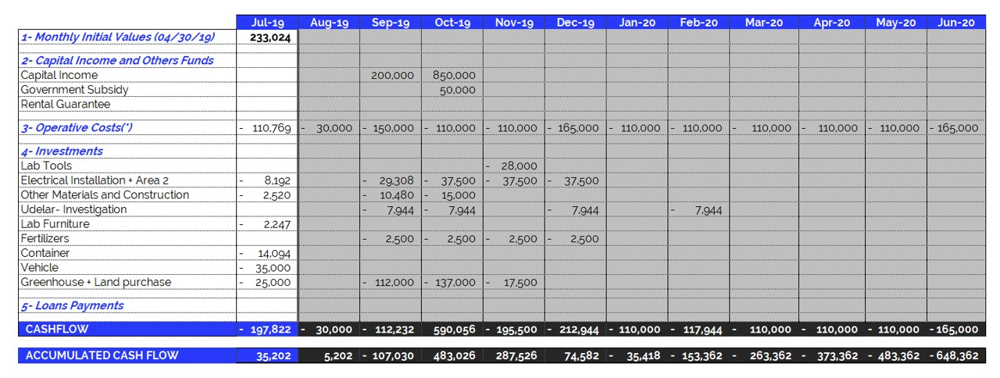 Jul-19 Aug-19 Sep-19 Oct-19 Nov-19 Dec-19 Jan-20 Feb-20 Mar-20 Apr-20 May-20 Jun-20
1- Monthly Initial Values (04/30/19) 233,024
2- Capital Income and Others Funds
Capital Income 200,000 850,000
Government Subsidy 50,000
Rental Guarantee
3- Operative Costs(*) - 110,769 - 30,000 - 150,000 - 110,000 - 110,000 - 165,000 - 110,000 - 110,000 - 110,000 - 110,000 - 110,000 - 165,000
4- Investments
Lab Tools - 28,000
Electrical Installation + Area 2 - 8,192 - 29,308 - 37,500 - 37,500 - 37,500
Other Materials and Construction - 2,520 - 10,480 - 15,000
Udelar- Investigation - 7,944 - 7,944 - 7,944 - 7,944
Lab Furniture - 2,247
Fertilizers - 2,500 - 2,500 - 2,500 - 2,500
Container - 14,094
Vehicle - 35,000
Greenhouse + Land purchase - 25,000 - 112,000 - 137,000 - 17,500
5- Loans Payments
CASHFLOW - 197,822 - 30,000 - 112,232 590,056 - 195,500 - 212,944 - 110,000 - 117,944 - 110,000 - 110,000 - 110,000 - 165,000
ACCUMULATED CASH FLOW 35,202 5,202 - 107,030 483,026 287,526 74,582 - 35,418 - 153,362 - 263,362 - 373,362 - 483,362 - 648,362